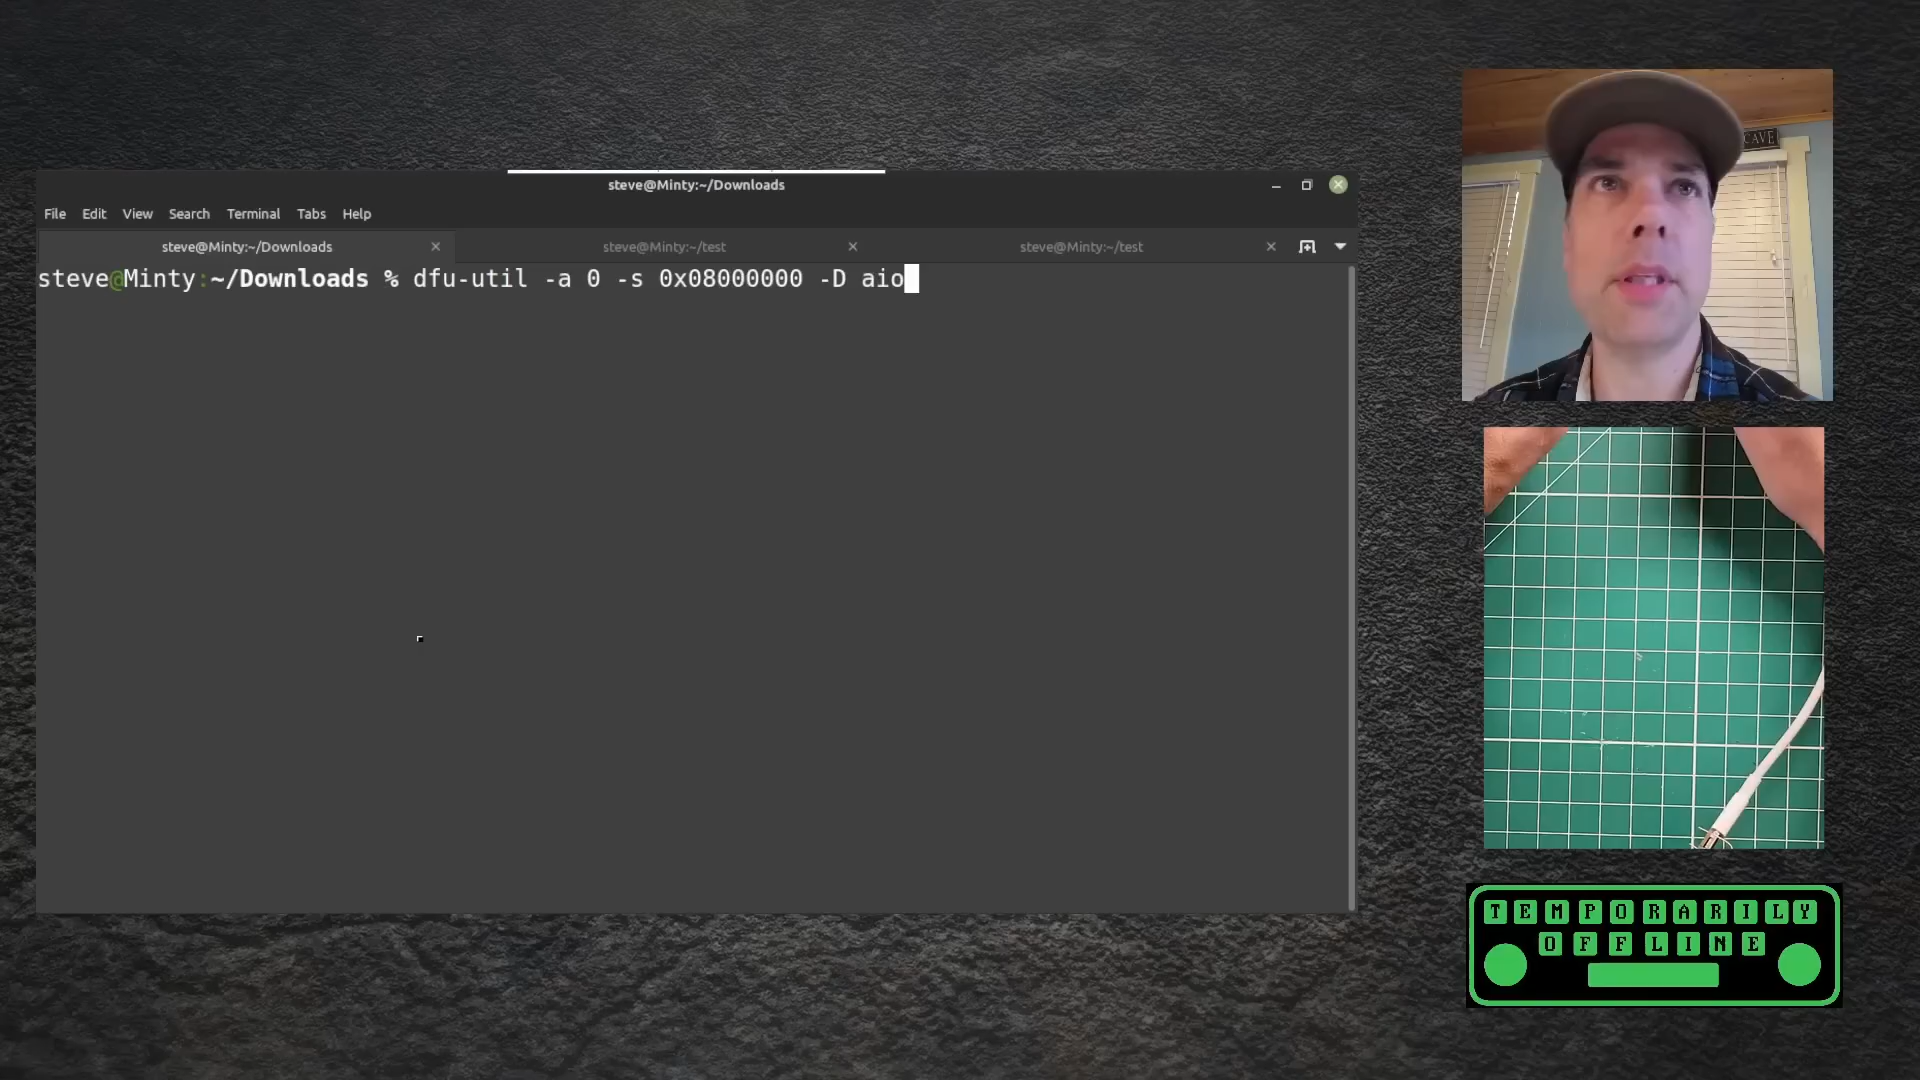 steve@Minty:~/Downloads
File Edit View Search Terminal Tabs Help
steve@Minty:~/Downloads steve@Minty:~/test steve@Minty:~/test
steve@Minty:~/Downloads % dfu-util -a 0 -s 0x08000000 -D aio
CAVE
TEMPORARILY
OFFLINE